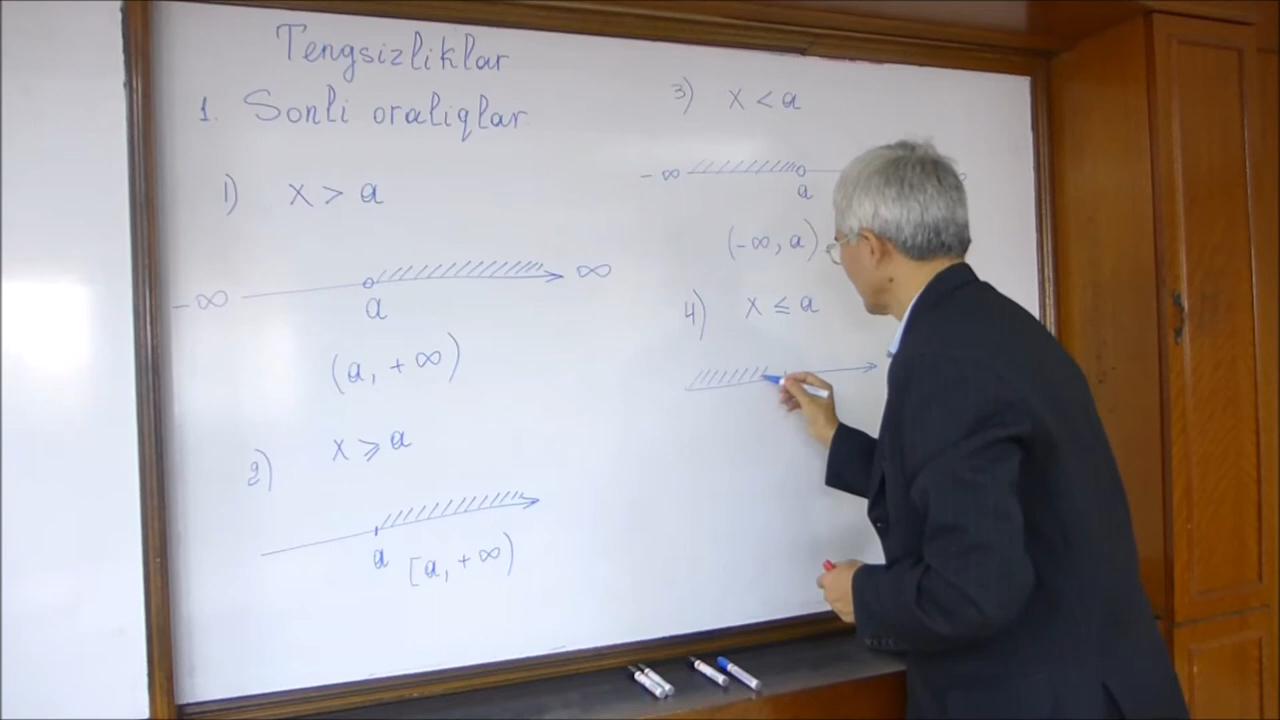 Tengsizliklar
1. Sonli oraliqlar
1) x > a
-∞ a ∞
(a, +∞)
2) x ⩾ a
a [a, +∞)
3) x < a
-∞ a
(-∞, a)
4) x ≤ a